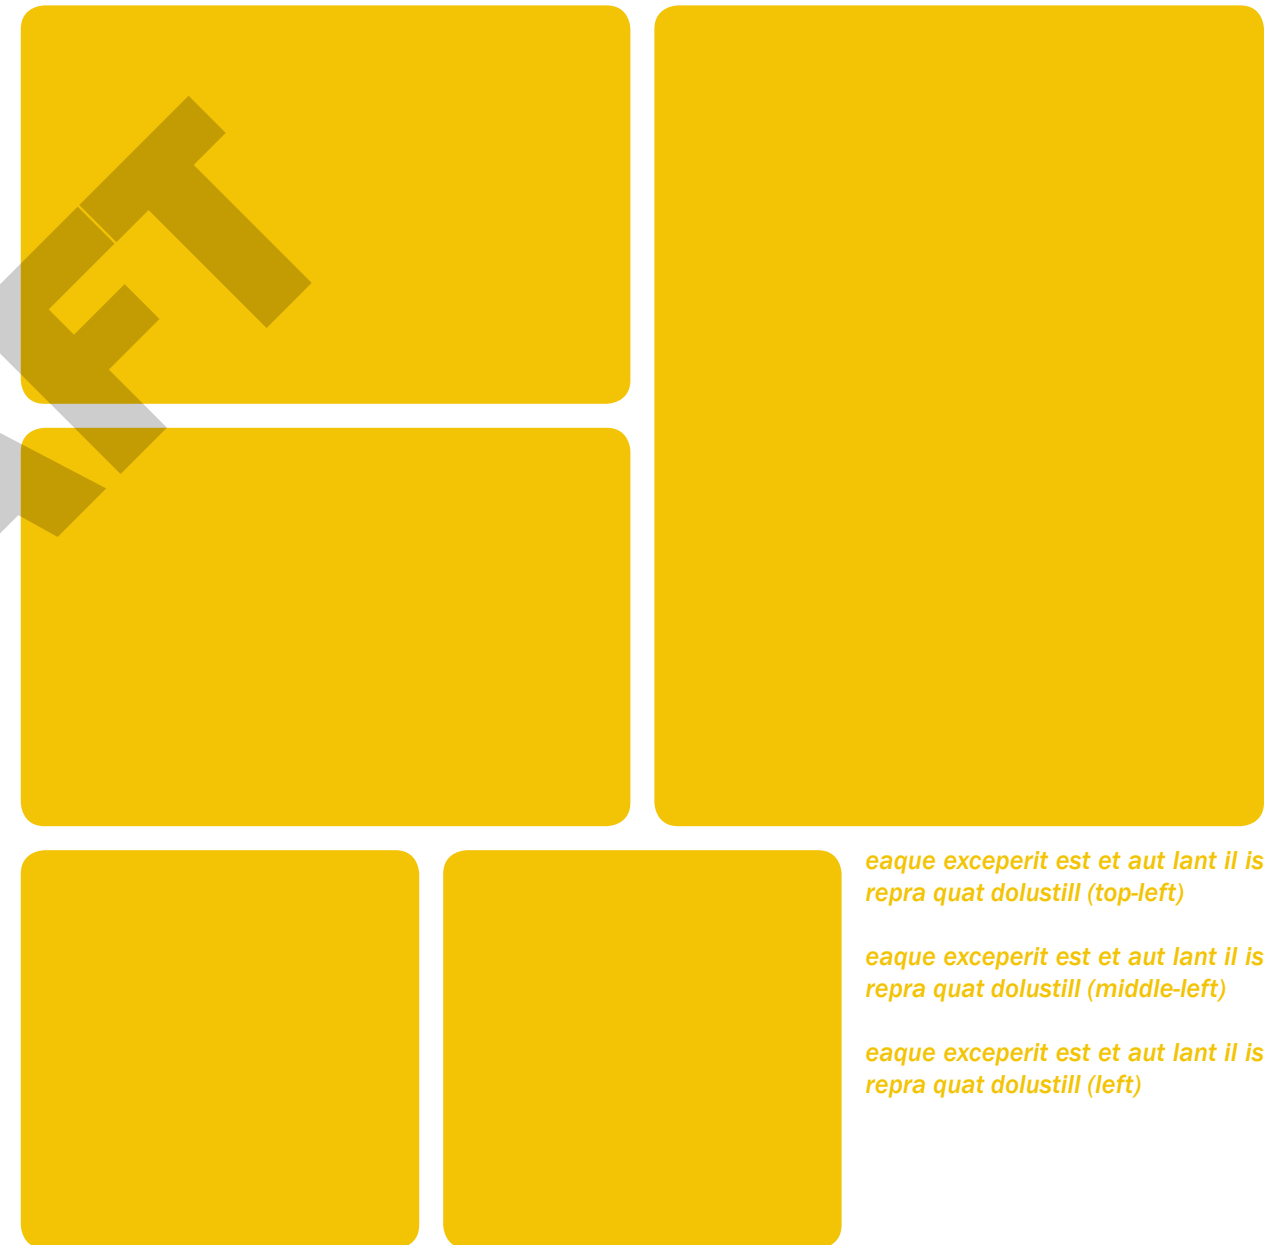 FT
eaque exceperit est et aut lant il is
repra quat dolustill (top-left)
eaque exceperit est et aut lant il is
repra quat dolustill (middle-left)
eaque exceperit est et aut lant il is
repra quat dolustill (left)